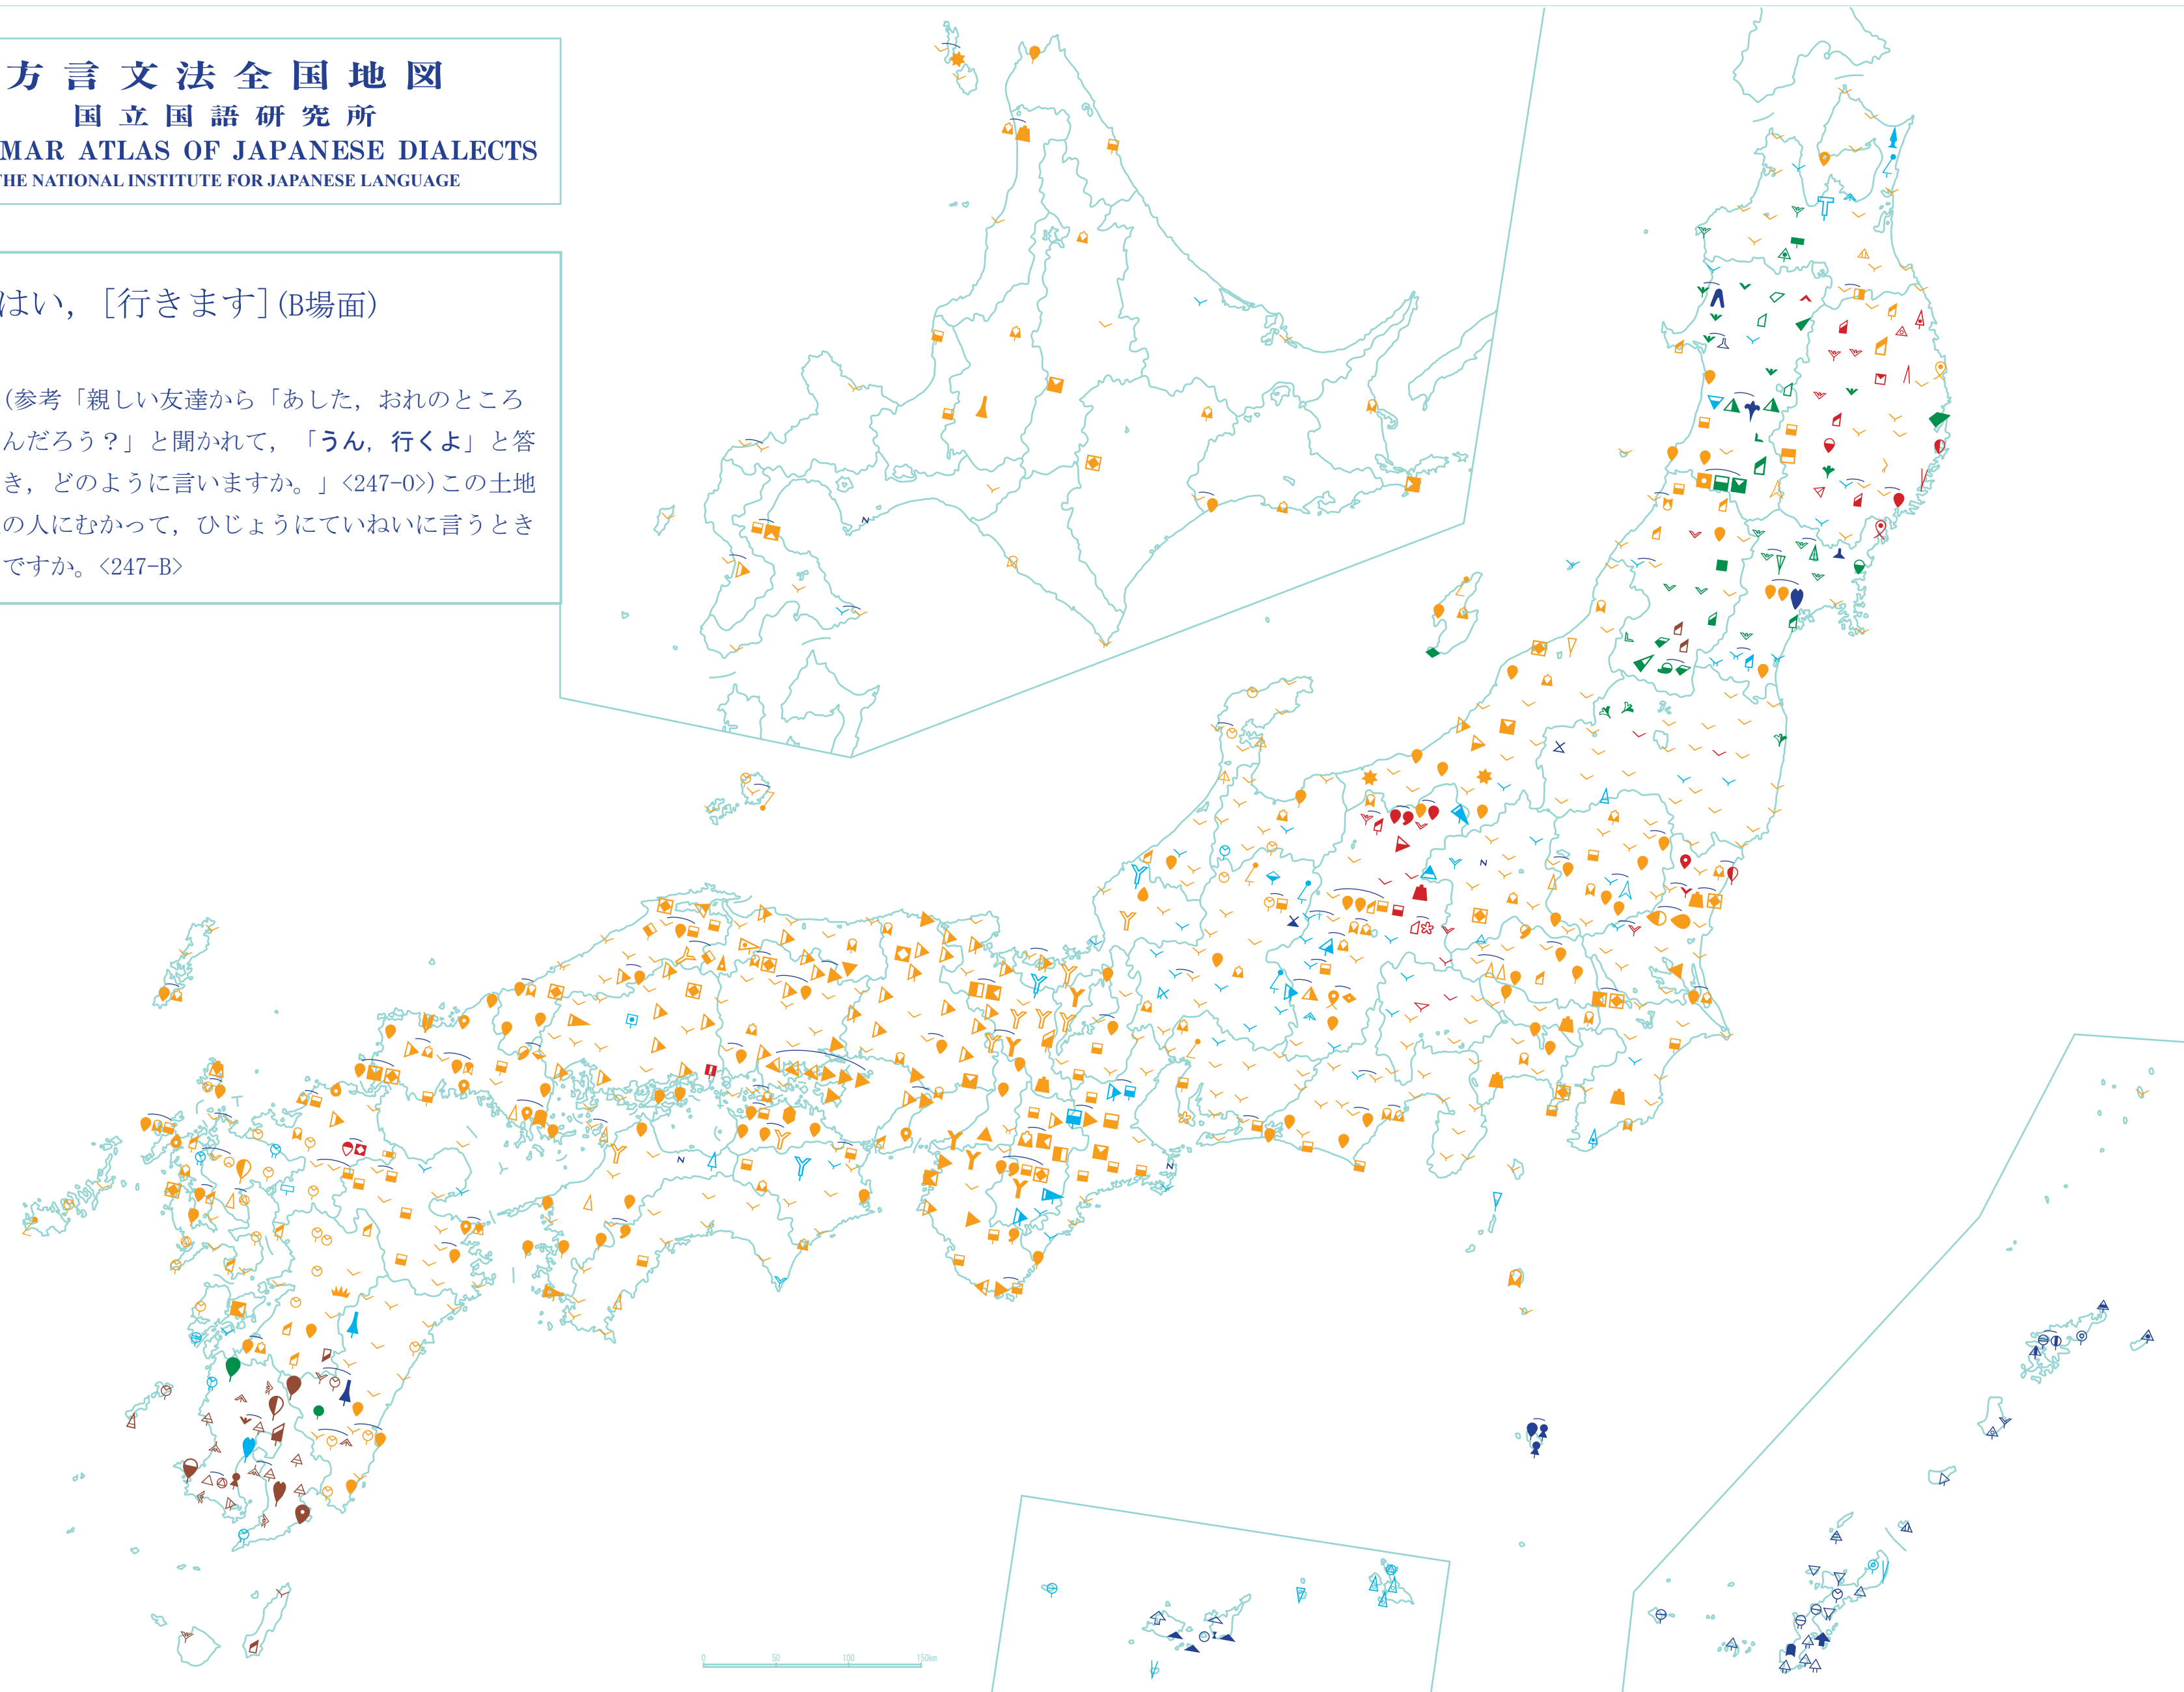 方言文法全国地図
国立国語研究所
MAR ATLAS OF JAPANESE DIALECTS
THE NATIONAL INSTITUTE FOR JAPANESE LANGUAGE
はい，[行きます](B場面)
(参考「親しい友達から「あした，おれのところ
んだろう？」と聞かれて，「うん，行くよ」と答
き，どのように言いますか。」<247-O>)この土地
の人にむかって，ひじょうにていねいに言うとき
ですか。<247-B>
0 50 100 150km